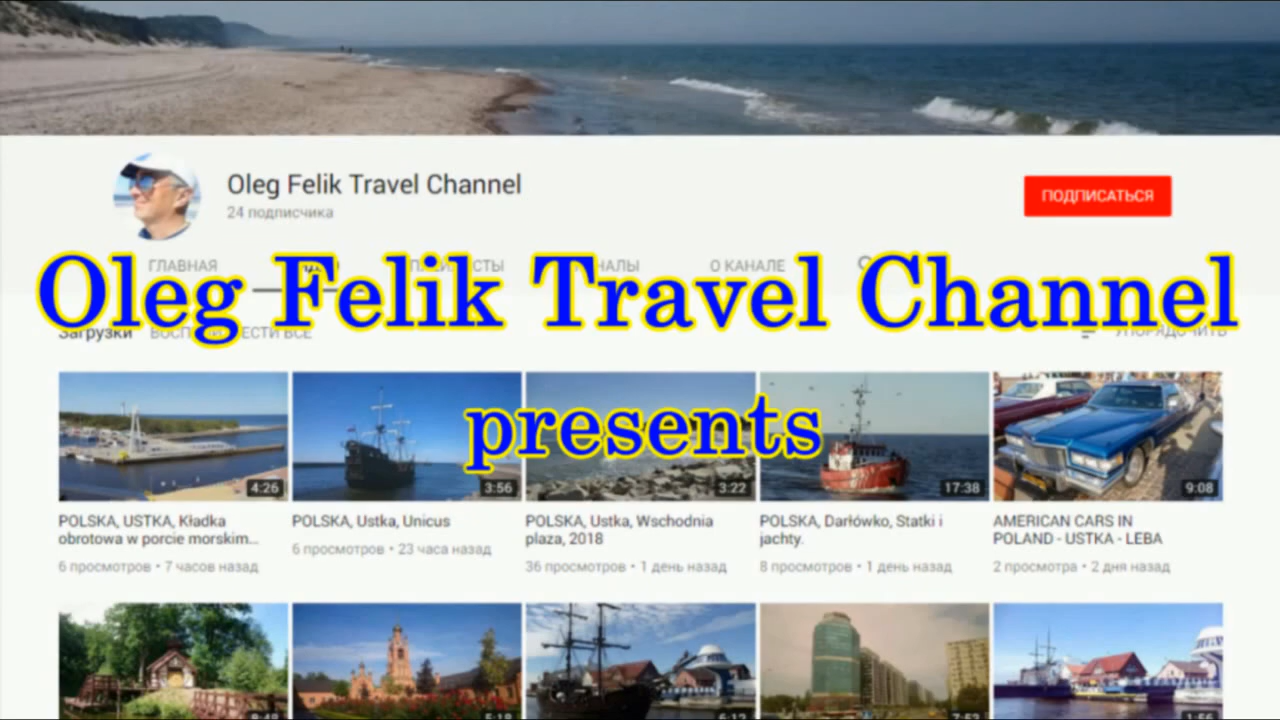 Oleg Felik Travel Channel
24 подписчика
ПОДПИСАТЬСЯ
ГЛАВНАЯ
О КАНАЛЕ
Oleg Felik Travel Channel
Загрузки
УПОРЯДОЧИТЬ
presents
4:26
3:56
3:22
17:38
9:08
POLSKA, USTKA, Kładka
obrotowa w porcie morskim...
6 просмотров • 7 часов назад
POLSKA, Ustka, Unicus
6 просмотров • 23 часа назад
POLSKA, Ustka, Wschodnia
plaza, 2018
36 просмотров • 1 день назад
POLSKA, Darłówko, Statki i
jachty.
8 просмотров • 1 день назад
AMERICAN CARS IN
POLAND - USTKA - LEBA
2 просмотра • 2 дня назад